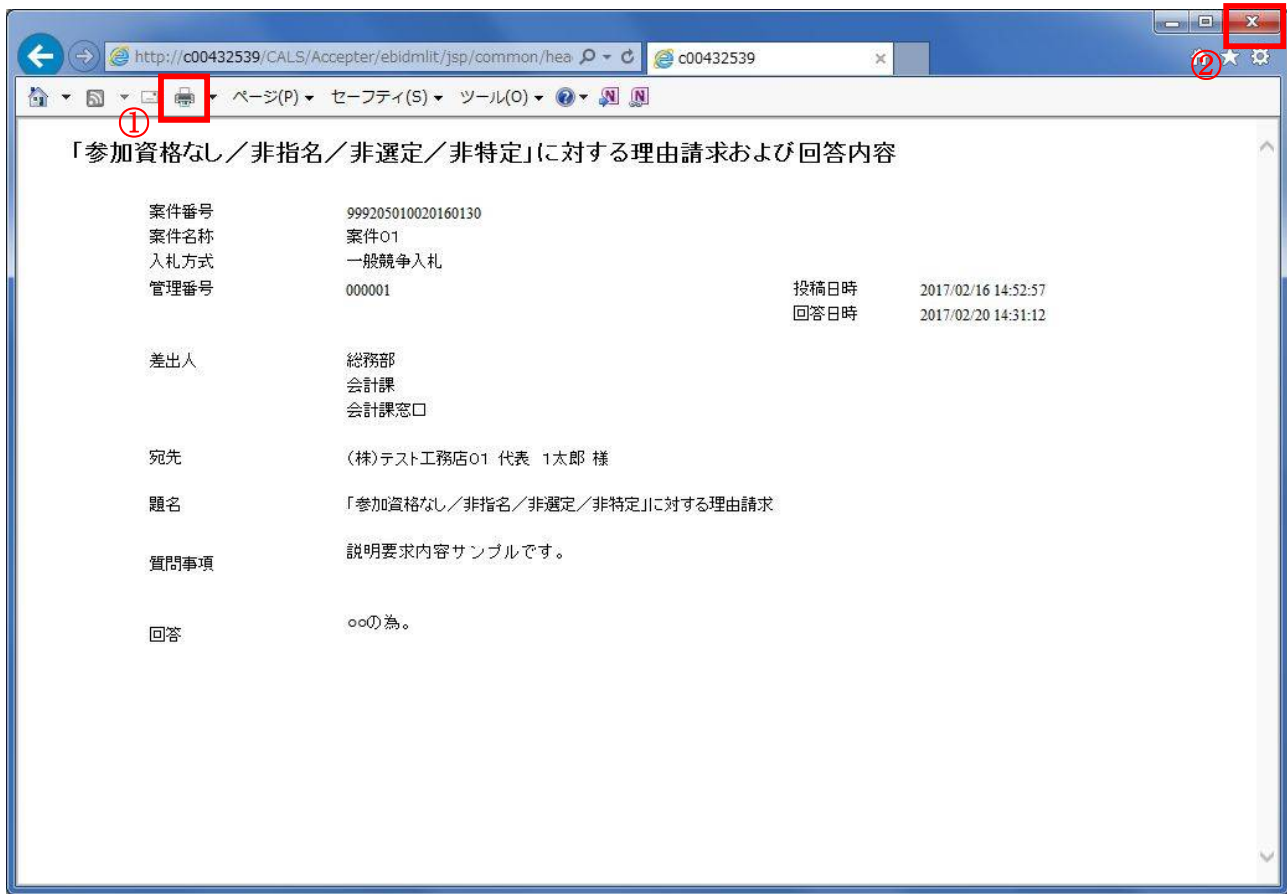 http://c00432539/CALS/Accepter/ebidmlit/jsp/common/hea
c00432539
②
ページ(P) セーフティ(S) ツール(O)
①
「参加資格なし／非指名／非選定／非特定」に対する理由請求および回答内容
案件番号 999205010020160130
案件名称 案件01
入札方式 一般競争入札
管理番号 000001 投稿日時 2017/02/16 14:52:57
回答日時 2017/02/20 14:31:12
差出人 総務部
会計課
会計課窓口
宛先 (株)テスト工務店01 代表 1太郎 様
題名 「参加資格なし／非指名／非選定／非特定」に対する理由請求
質問事項 説明要求内容サンプルです。
回答 ○○の為。